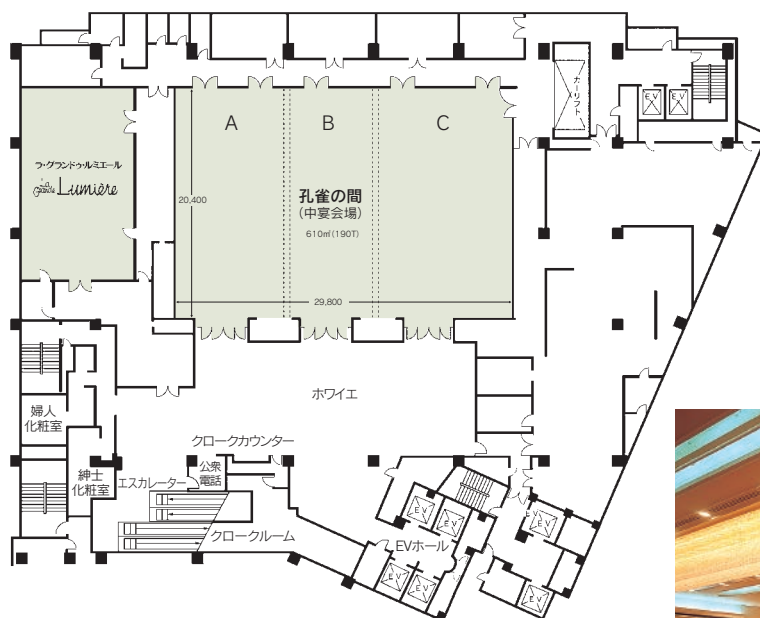 A
B
C
カーリフト
EV
EV
ラ・グランドゥ・ルミエール
La grande Lumière
20,400
孔雀の間
(中宴会場)
610㎡(190T)
29,800
ホワイエ
婦人
化粧室
紳士
化粧室
エスカレーター
クロークカウンター
公衆
電話
クロークルーム
EVホール
EV
EV
EV
EV
EV
EV